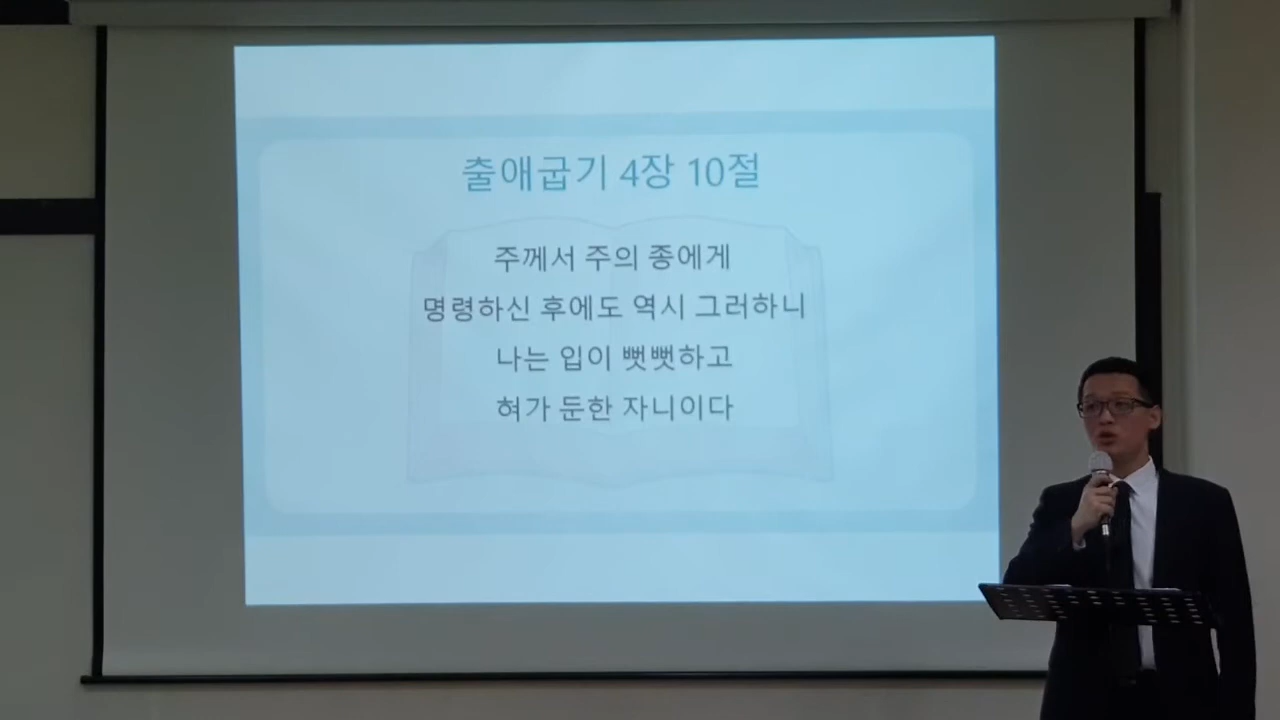 출애굽기 4장 10절
주께서 주의 종에게
명령하신 후에도 역시 그러하니
나는 입이 뻣뻣하고
혀가 둔한 자니이다